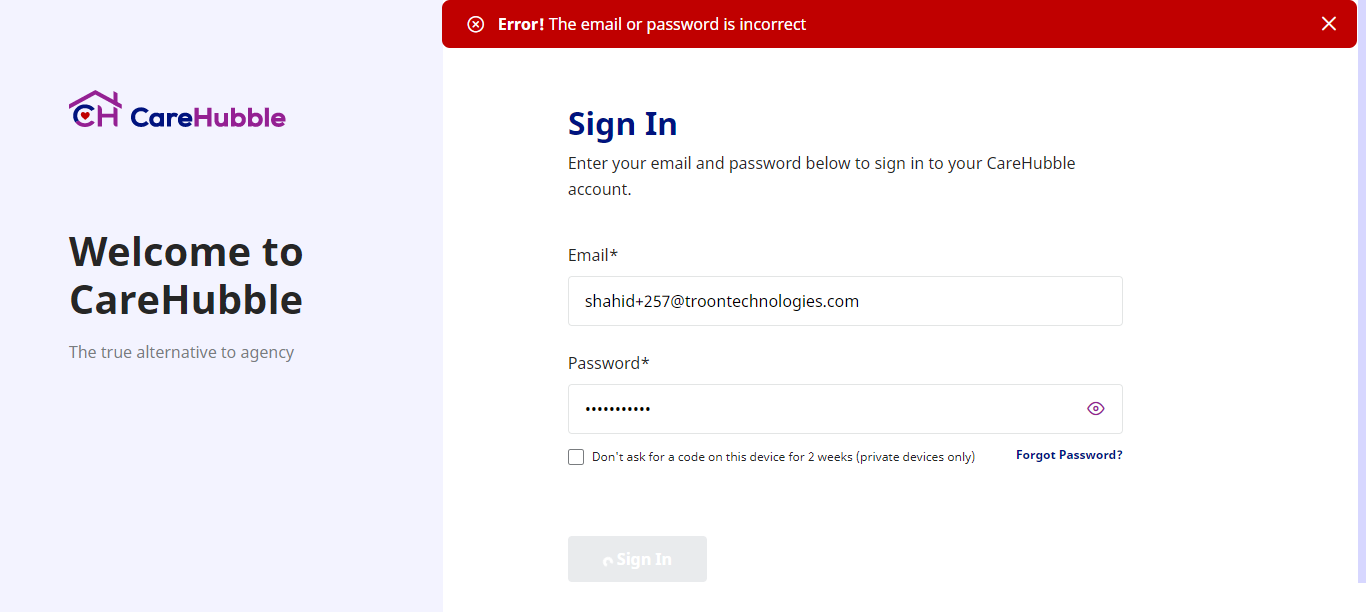 Error! The email or password is incorrect
CH CareHubble
Welcome to
CareHubble
The true alternative to agency
Sign In
Enter your email and password below to sign in to your CareHubble
account.
Email*
shahid+257@troontechnologies.com
Password*
•••••••••••
Don't ask for a code on this device for 2 weeks (private devices only)
Forgot Password?
Sign In